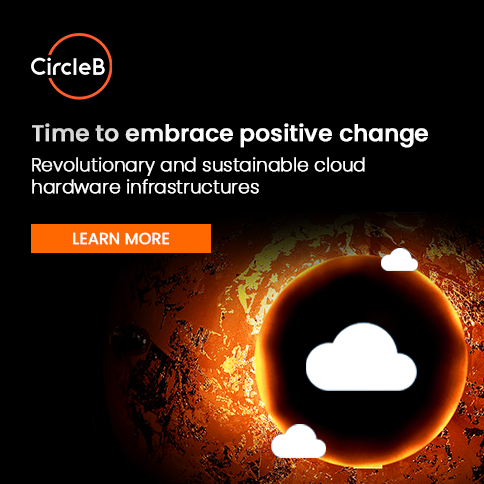 CircleB
Time to embrace positive change
Revolutionary and sustainable cloud
hardware infrastructures
LEARN MORE